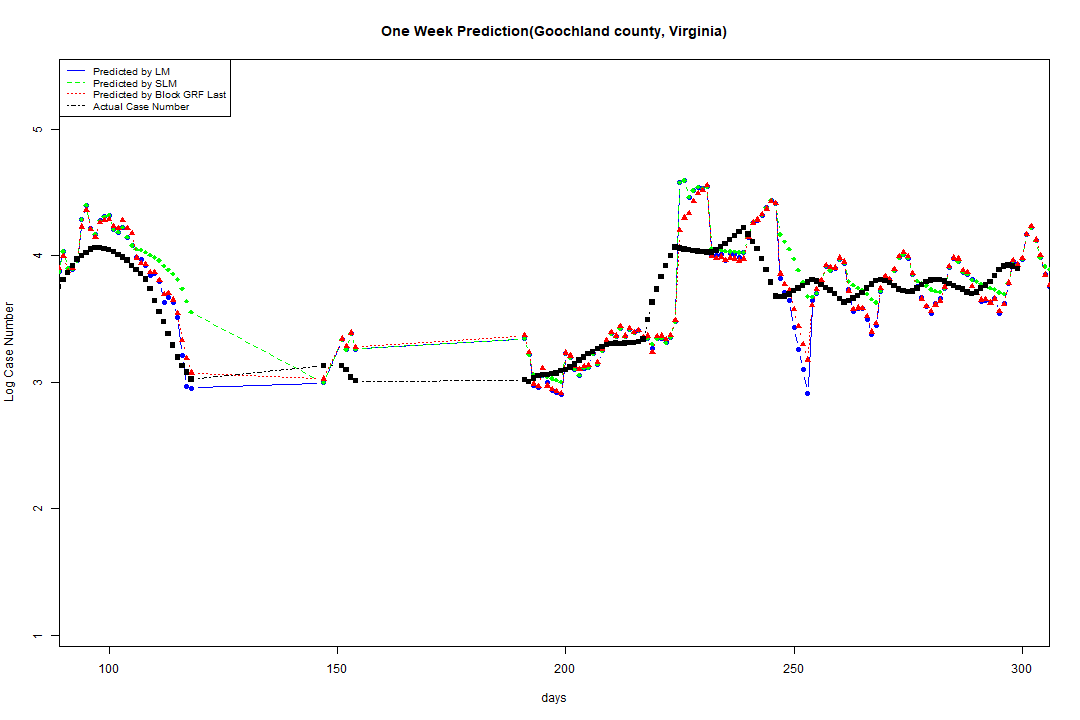 One Week Prediction(Goochland county, Virginia)
Predicted by LM
Predicted by SLM
Predicted by Block GRF Last
Actual Case Number
5
4
3
2
1
Log Case Number
100 150 200 250 300
days